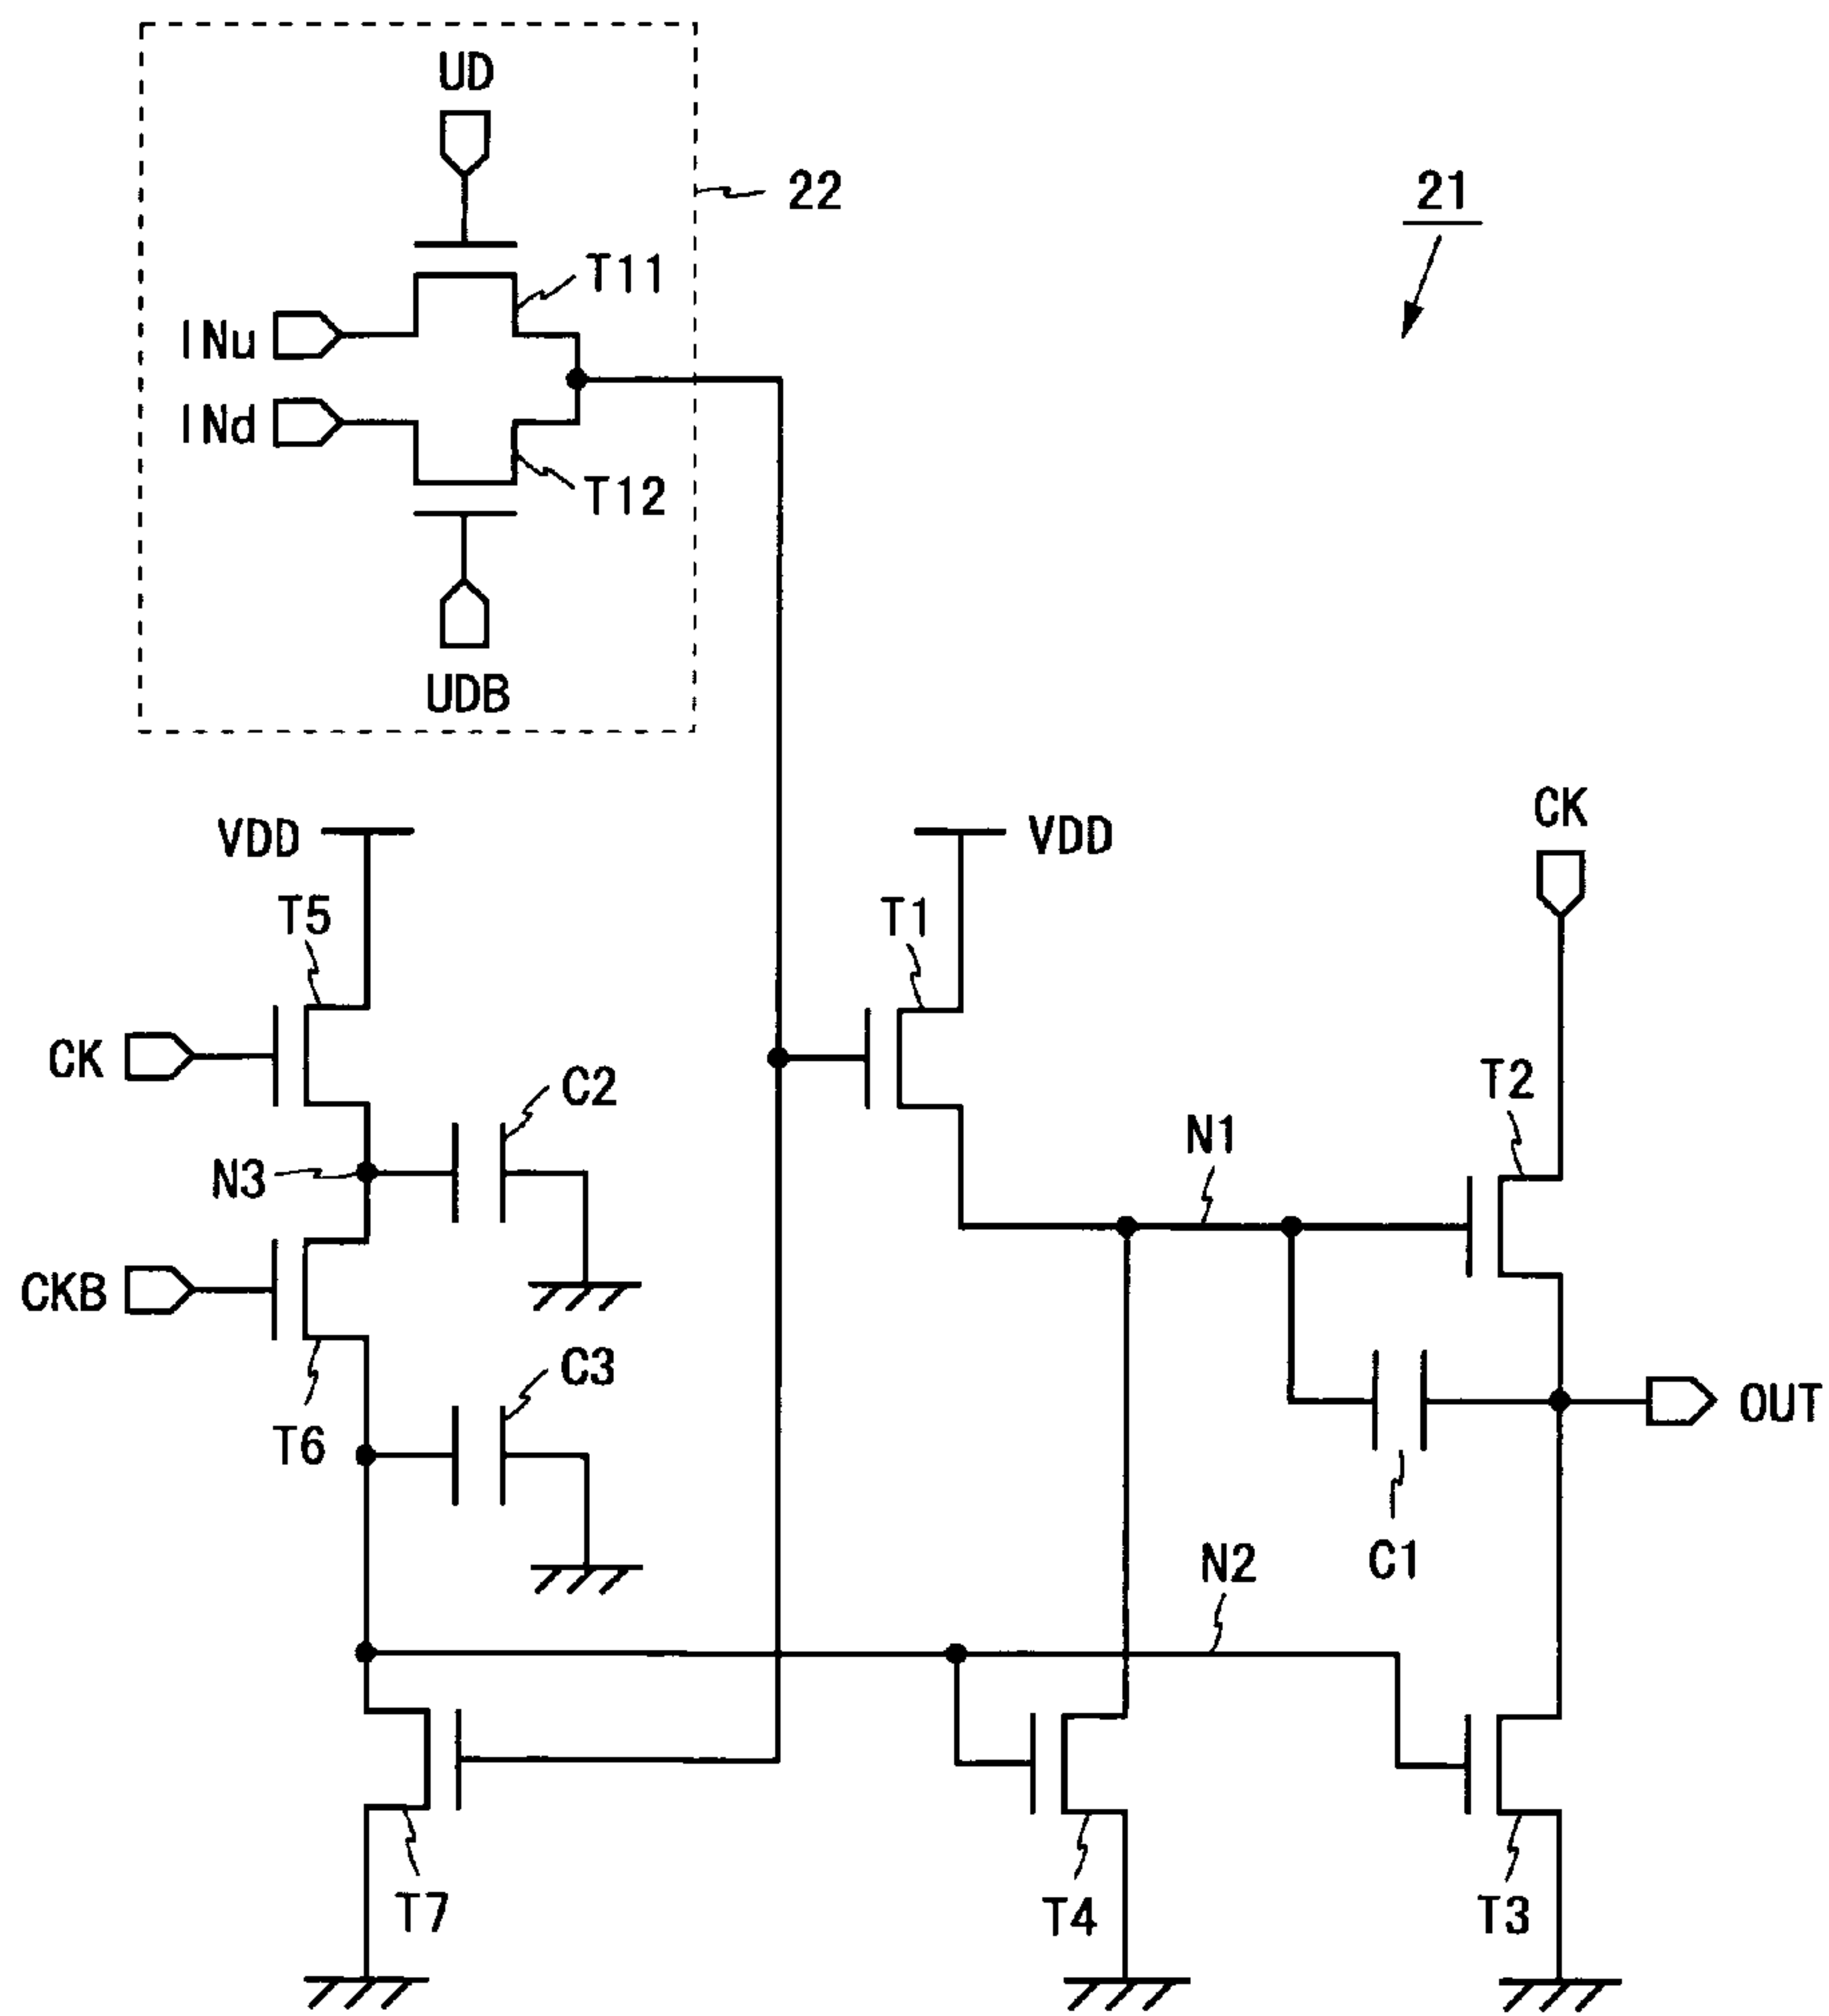 UD
22
21
T11
INu
INd
T12
UDB
CK
VDD
VDD
T5
T1
CK
C2
T2
N1
N3
CKB
C3
OUT
T6
N2
C1
T7
T4
T3